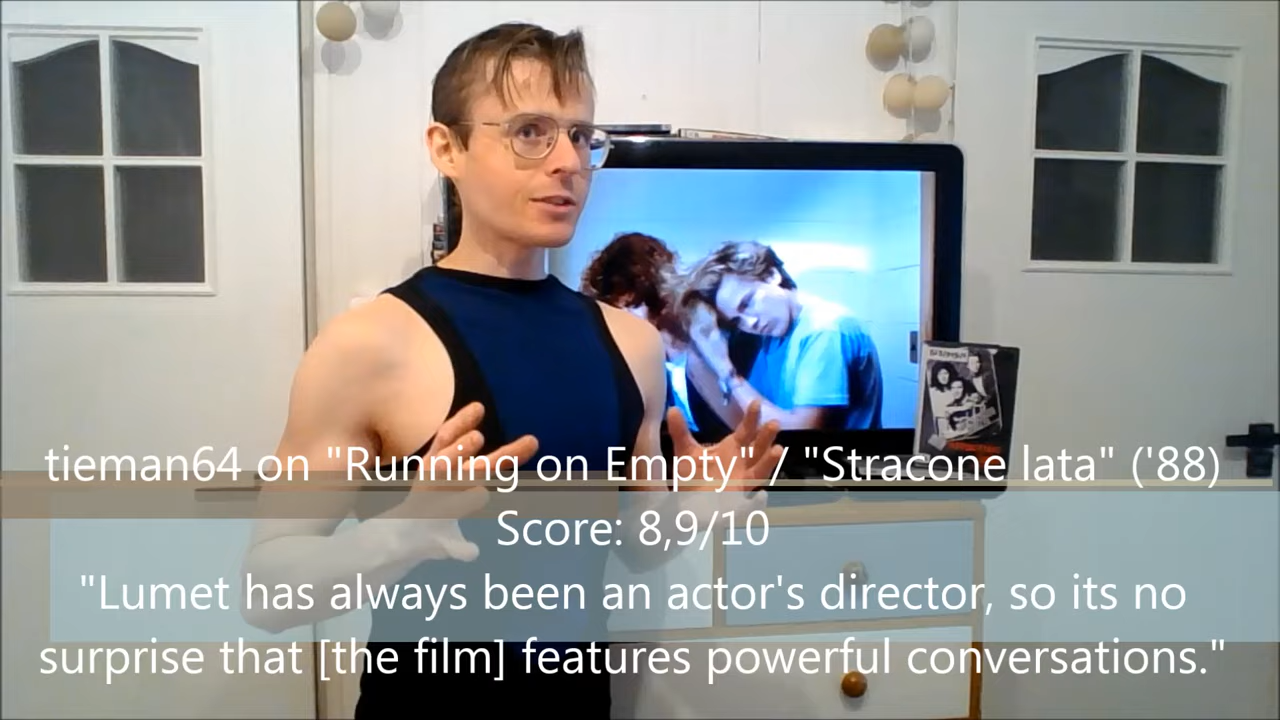 tieman64 on "Running on Empty" / "Stracone lata" ('88)
Score: 8,9/10
"Lumet has always been an actor's director, so its no
surprise that [the film] features powerful conversations."